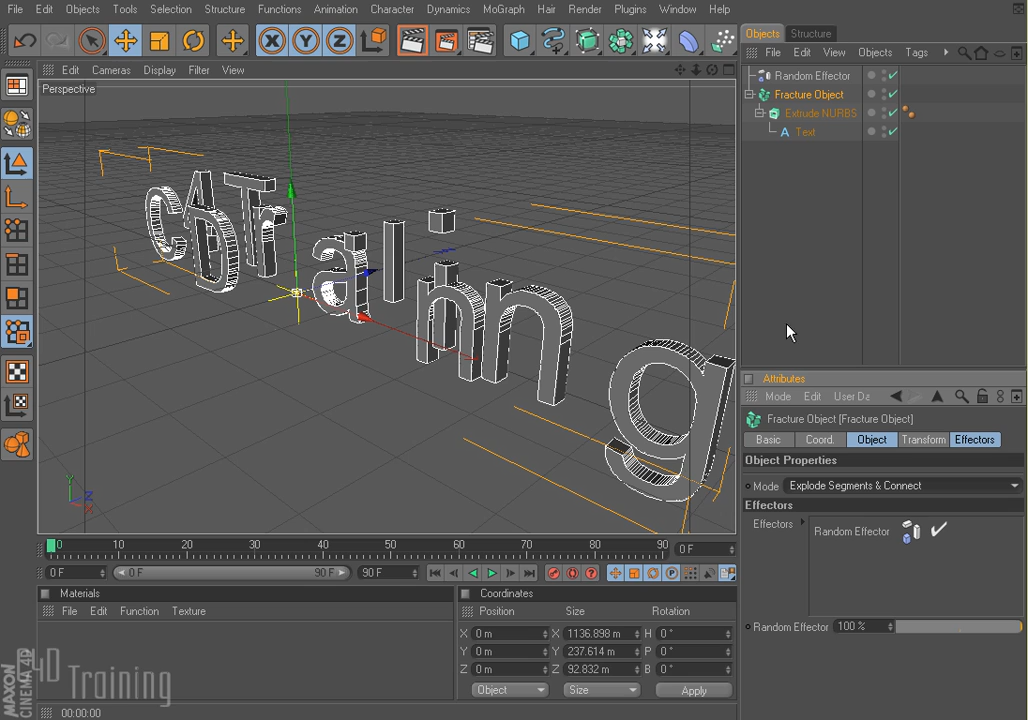 File Edit Objects Tools Selection Structure Functions Animation Character Dynamics MoGraph Hair Render Plugins Window Help
X Y Z
Objects Structure
File Edit View Objects Tags
Edit Cameras Display Filter View
Perspective
Random Effector
Fracture Object
Extrude NURBS
A Text
C4D Training
Y
Z
X
Attributes
Mode Edit User Da
Fracture Object [Fracture Object]
Basic Coord. Object Transform Effectors
Object Properties
Mode Explode Segments & Connect
Effectors
Effectors Random Effector
Random Effector 100 %
0 10 20 30 40 50 60 70 80 90 0 F
0 F 0 F 90 F 90 F
Materials
File Edit Function Texture
Coordinates
Position Size Rotation
X 0 m X 1136.898 m H 0 °
Y 0 m Y 237.614 m P 0 °
Z 0 m Z 92.832 m B 0 °
Object Size Apply
MAXON
CINEMA 4D
C4D Training
00:00:00